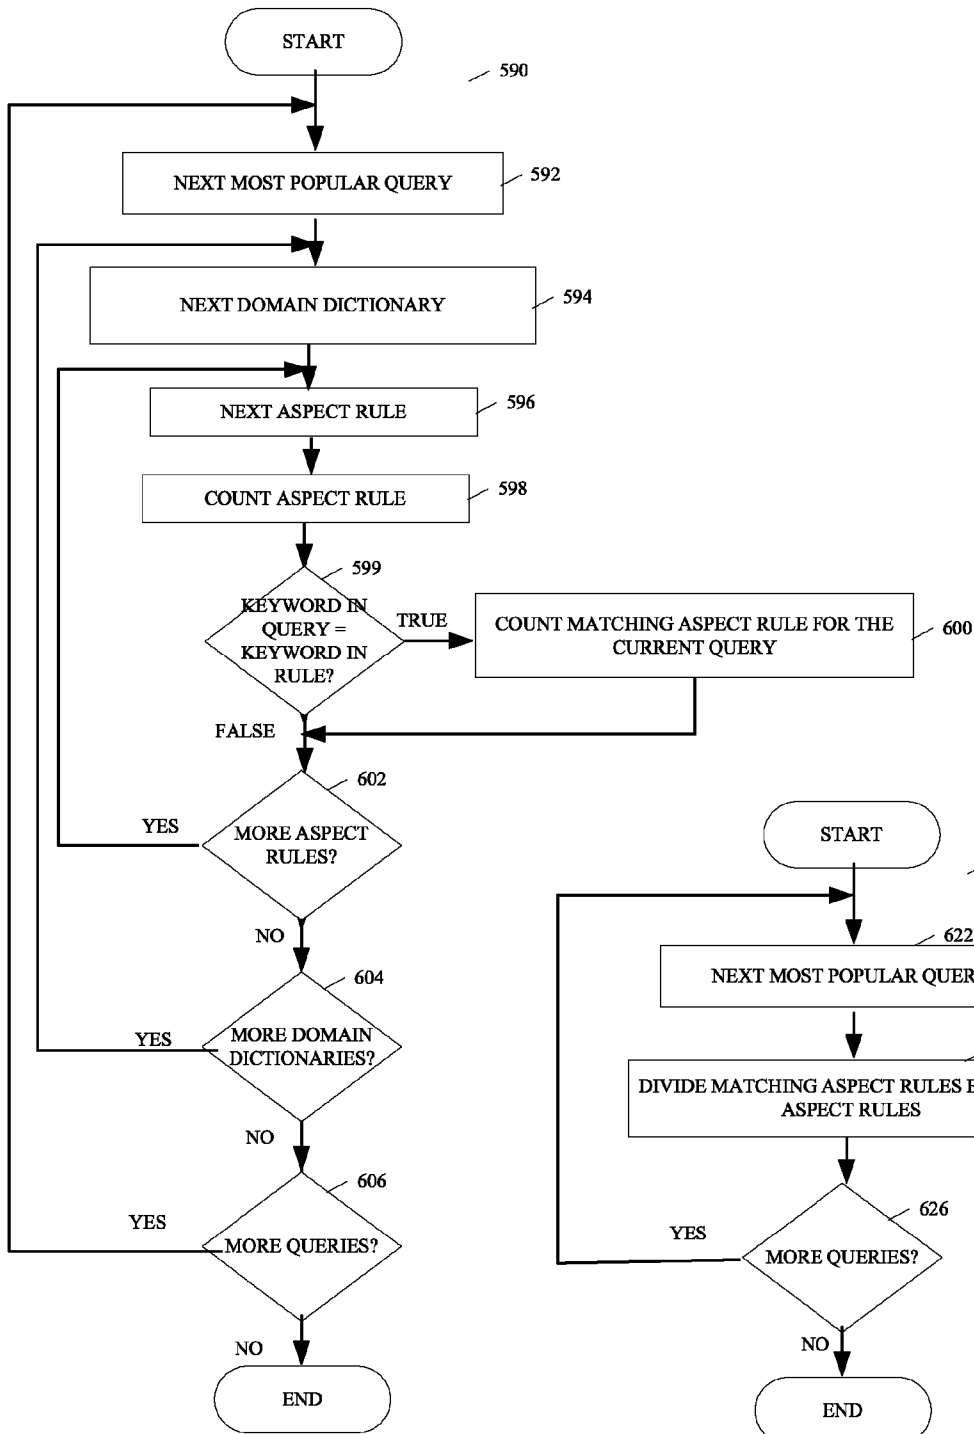 START
590
NEXT MOST POPULAR QUERY
592
NEXT DOMAIN DICTIONARY
594
NEXT ASPECT RULE
596
COUNT ASPECT RULE
598
599
KEYWORD IN
QUERY =
KEYWORD IN
RULE?
TRUE
COUNT MATCHING ASPECT RULE FOR THE
CURRENT QUERY
600
FALSE
602
MORE ASPECT
RULES?
YES
NO
604
MORE DOMAIN
DICTIONARIES?
YES
NO
606
MORE QUERIES?
YES
NO
END
START
622
NEXT MOST POPULAR
DIVIDE MATCHING ASPECT RULES
ASPECT RULES
626
MORE QUERIES?
YES
NO
END